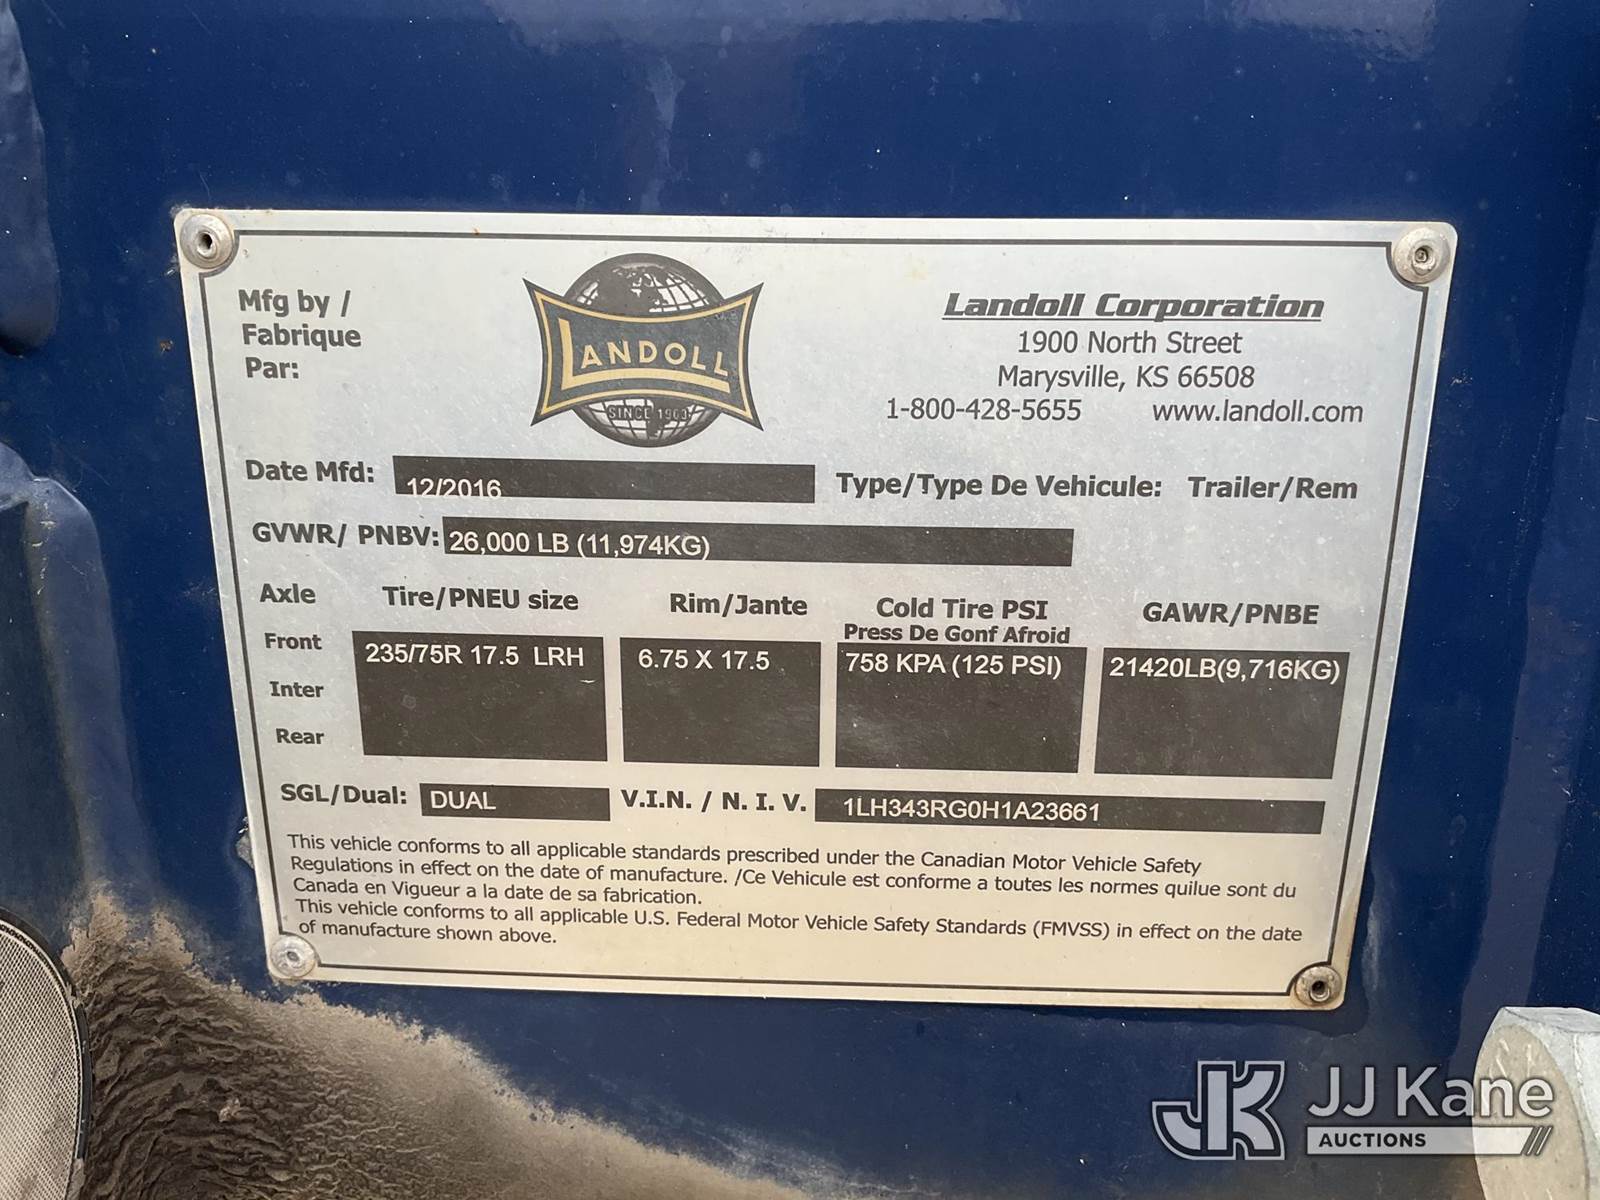 Mfg by /
Fabrique
Par:
LANDOLL
SINCE 1963
Landoll Corporation
1900 North Street
Marysville, KS 66508
1-800-428-5655 www.landoll.com
Date Mfd: 12/2016 Type/Type De Vehicule: Trailer/Rem
GVWR/ PNBV: 26,000 LB (11,974KG)
Axle Tire/PNEU size Rim/Jante Cold Tire PSI GAWR/PNBE
Press De Gonf Afroid
Front 235/75R 17.5 LRH 6.75 X 17.5 758 KPA (125 PSI) 21420LB(9,716KG)
Inter
Rear
SGL/Dual: DUAL V.I.N. / N. I. V. 1LH343RG0H1A23661
This vehicle conforms to all applicable standards prescribed under the Canadian Motor Vehicle Safety
Regulations in effect on the date of manufacture. /Ce Vehicule est conforme a toutes les normes quilue sont du
Canada en Vigueur a la date de sa fabrication.
This vehicle conforms to all applicable U.S. Federal Motor Vehicle Safety Standards (FMVSS) in effect on the date
of manufacture shown above.
JK JJ Kane
AUCTIONS